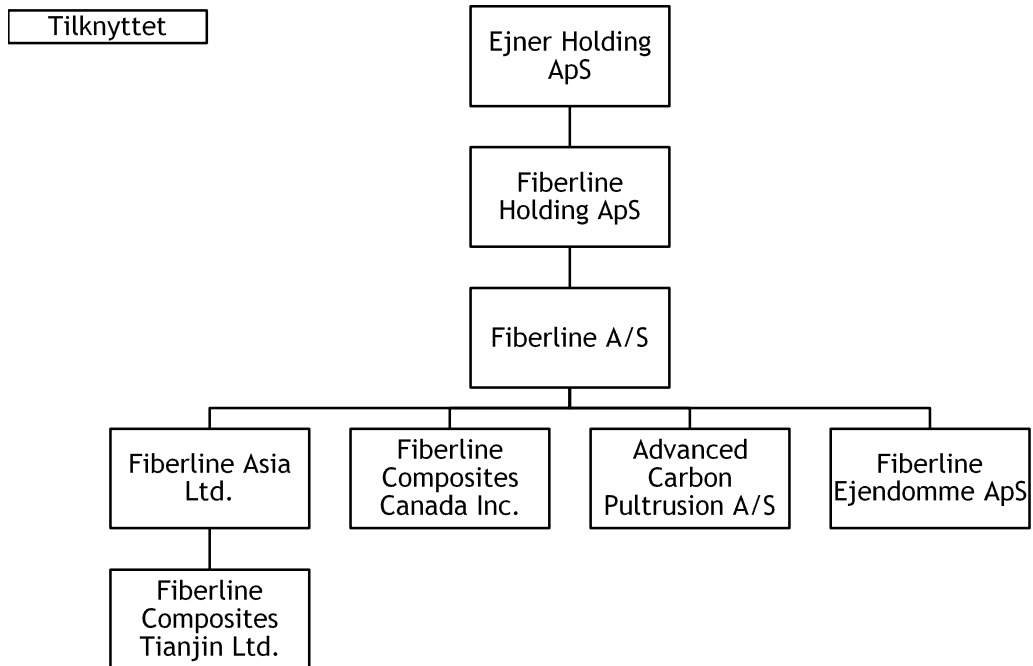 Tilknyttet
Ejner Holding
ApS
Fiberline
Holding ApS
Fiberline A/S
Fiberline Asia
Ltd.
Fiberline
Composites
Canada Inc.
Advanced
Carbon
Pultrusion A/S
Fiberline
Ejendomme ApS
Fiberline
Composites
Tianjin Ltd.